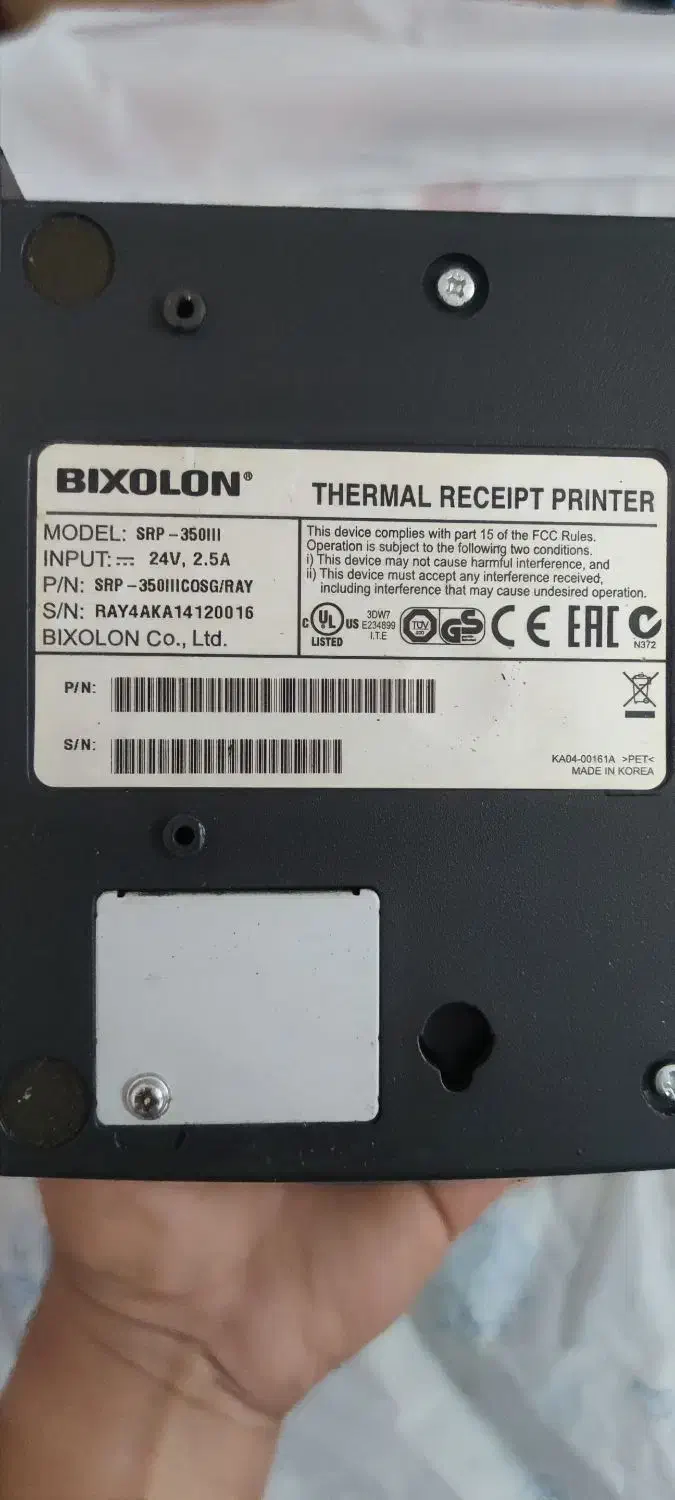 BIXOLON®
THERMAL RECEIPT PRINTER
MODEL: SRP-350III
INPUT: 24V, 2.5A
P/N: SRP-350IIICOSG/RAY
S/N: RAY4AKA14120016
BIXOLON Co., Ltd.
This device complies with part 15 of the FCC Rules.
Operation is subject to the following two conditions.
i) This device may not cause harmful interference, and
ii) This device must accept any interference received,
including interference that may cause undesired operation.
C UL US
LISTED
3DW7
E234899
I.T.E
TÜV
GS
CE
EAC
N372
P/N:
S/N:
KA04-00161A >PET<
MADE IN KOREA